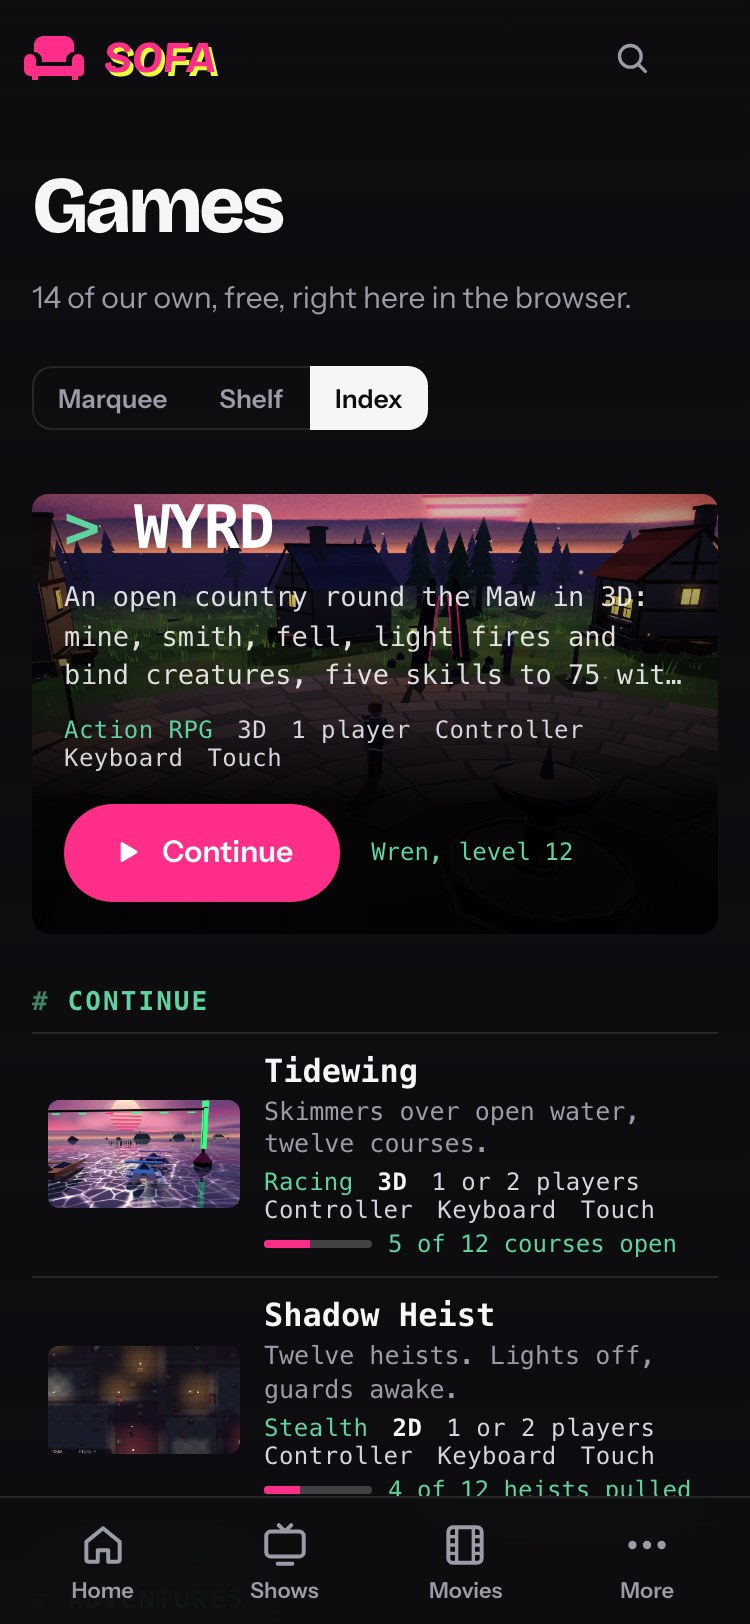 SOFA
Games
14 of our own, free, right here in the browser.
Marquee Shelf Index
> WYRD
An open country round the Maw in 3D:
mine, smith, fell, light fires and
bind creatures, five skills to 75 wit…
Action RPG 3D 1 player Controller
Keyboard Touch
Continue Wren, level 12
# CONTINUE
Tidewing
Skimmers over open water,
twelve courses.
Racing 3D 1 or 2 players
Controller Keyboard Touch
5 of 12 courses open
Shadow Heist
Twelve heists. Lights off,
guards awake.
Stealth 2D 1 or 2 players
Controller Keyboard Touch
4 of 12 heists pulled
# ADVENTURES
Home Shows Movies More